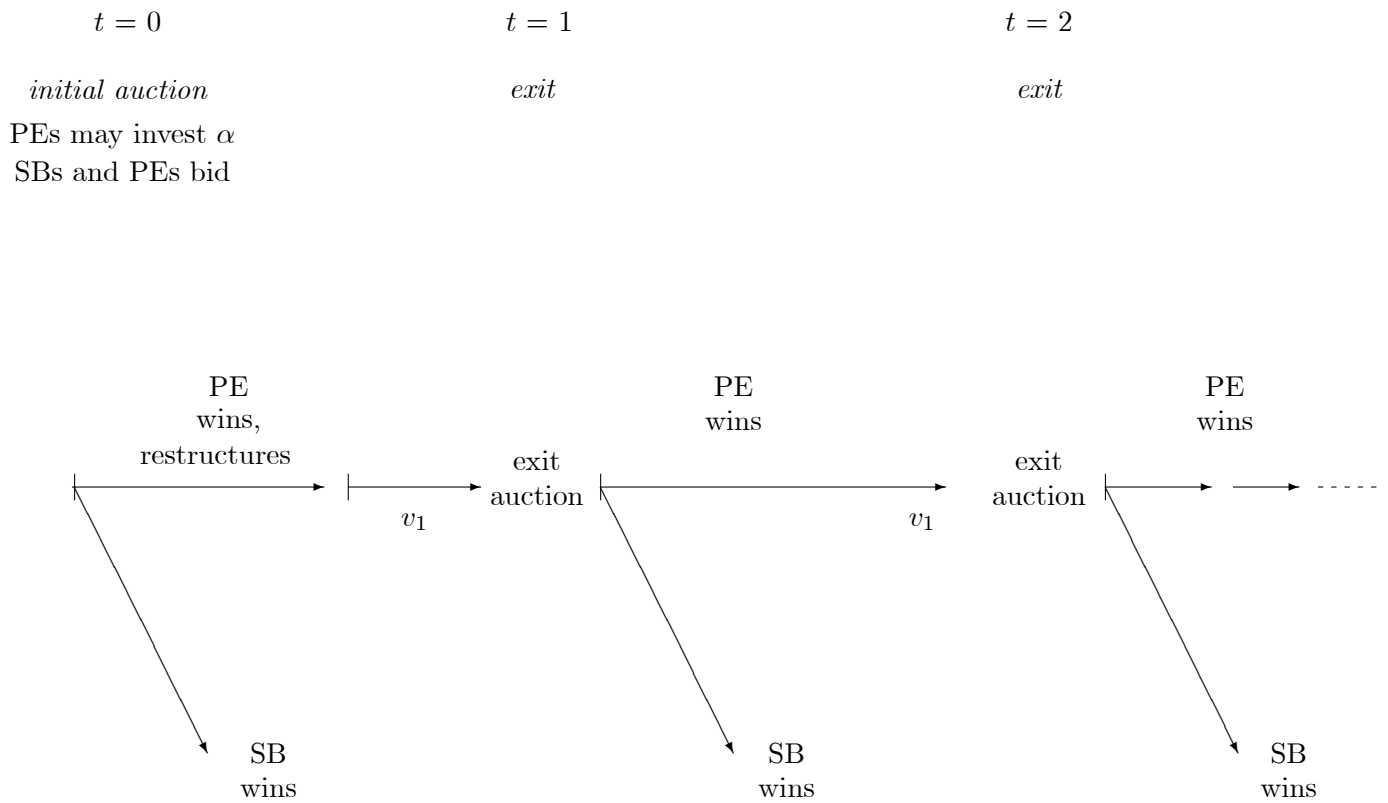 t = 0
t = 1
t = 2
initial auction
exit
exit
PEs may invest α
SBs and PEs bid
PE
wins,
restructures
PE
wins
PE
wins
exit
auction
exit
auction
v₁
v₁
SB
wins
SB
wins
SB
wins